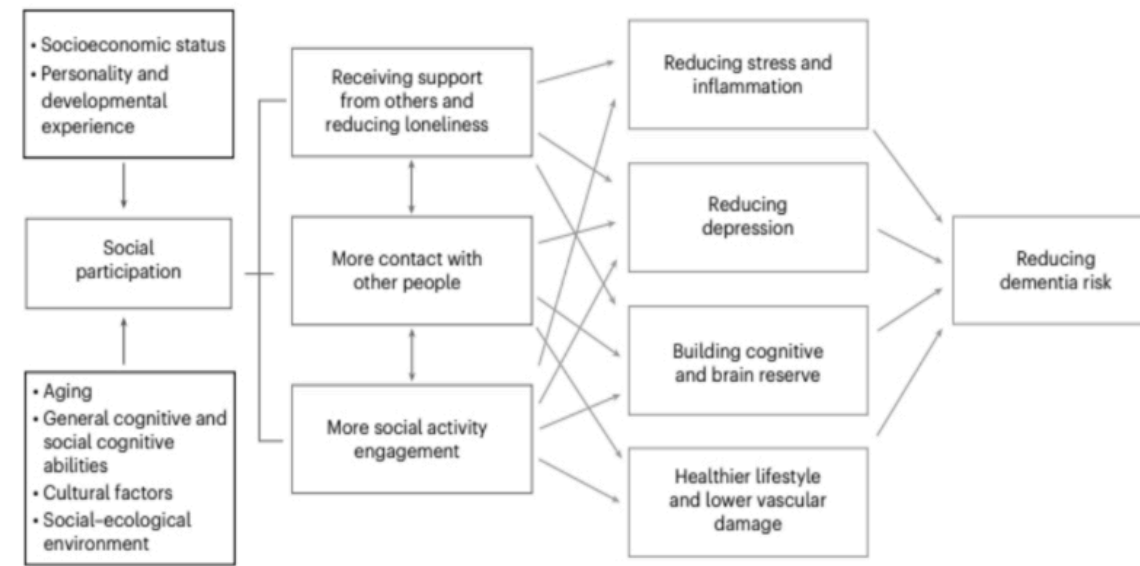 • Socioeconomic status
• Personality and
developmental
experience
Social
participation
• Aging
• General cognitive and
social cognitive
abilities
• Cultural factors
• Social–ecological
environment
Receiving support
from others and
reducing loneliness
More contact with
other people
More social activity
engagement
Reducing stress and
inflammation
Reducing
depression
Building cognitive
and brain reserve
Healthier lifestyle
and lower vascular
damage
Reducing
dementia risk